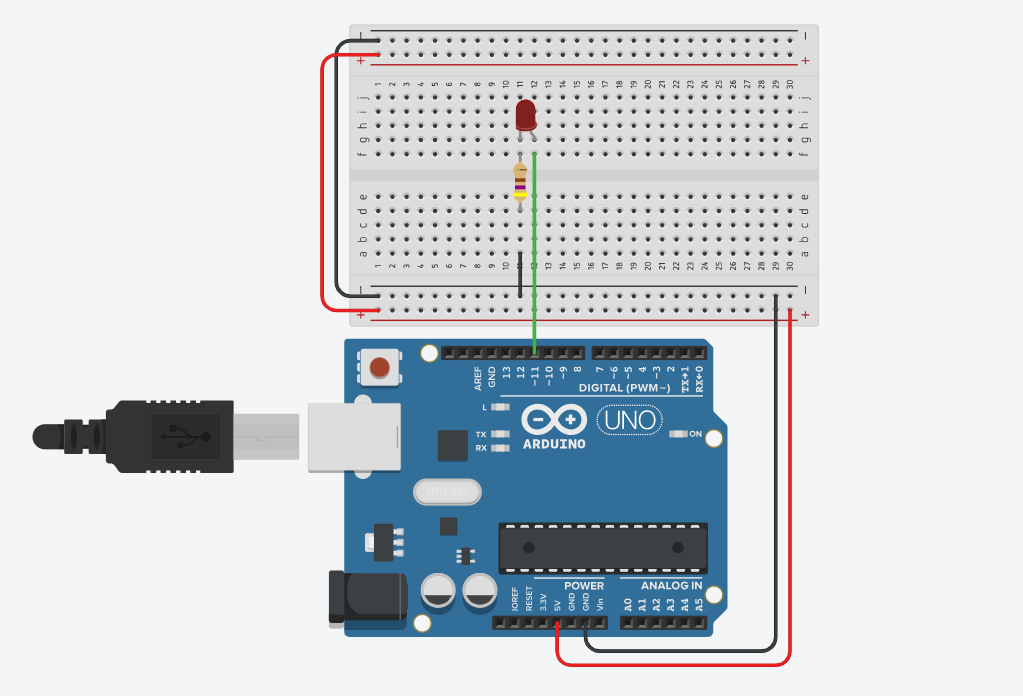 − −
+ +
1 2 3 4 5 6 7 8 9 10 11 12 13 14 15 16 17 18 19 20 21 22 23 24 25 26 27 28 29 30
j j
i i
h h
g g
f f
e e
d d
c c
b b
a a
1 2 3 4 5 6 7 8 9 10 11 12 13 14 15 16 17 18 19 20 21 22 23 24 25 26 27 28 29 30
− −
+ +
AREF GND 13 12 ~11 ~10 ~9 8 7 ~6 ~5 4 ~3 2 TX→1 RX←0
DIGITAL (PWM~)
L
UNO
TX
RX
ARDUINO
ON
POWER ANALOG IN
IOREF RESET 3.3V 5V GND GND Vin A0 A1 A2 A3 A4 A5